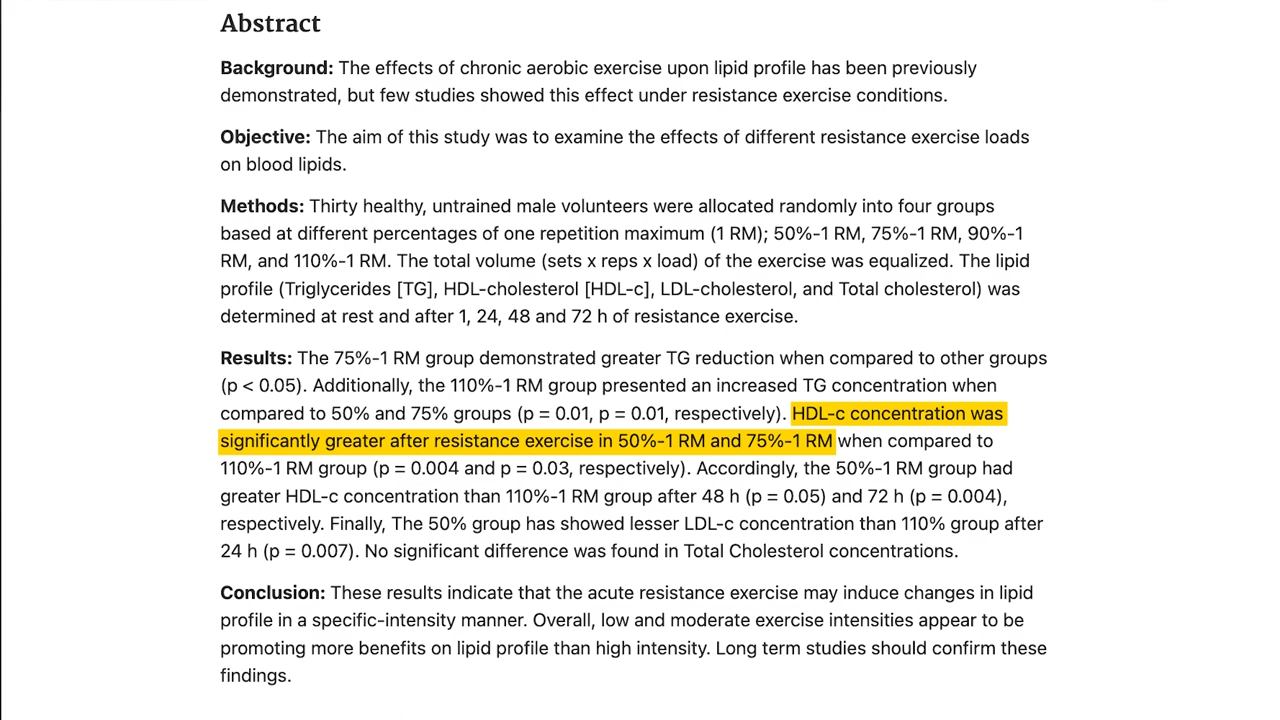 Abstract
Background: The effects of chronic aerobic exercise upon lipid profile has been previously
demonstrated, but few studies showed this effect under resistance exercise conditions.
Objective: The aim of this study was to examine the effects of different resistance exercise loads
on blood lipids.
Methods: Thirty healthy, untrained male volunteers were allocated randomly into four groups
based at different percentages of one repetition maximum (1 RM); 50%-1 RM, 75%-1 RM, 90%-1
RM, and 110%-1 RM. The total volume (sets x reps x load) of the exercise was equalized. The lipid
profile (Triglycerides [TG], HDL-cholesterol [HDL-c], LDL-cholesterol, and Total cholesterol) was
determined at rest and after 1, 24, 48 and 72 h of resistance exercise.
Results: The 75%-1 RM group demonstrated greater TG reduction when compared to other groups
(p < 0.05). Additionally, the 110%-1 RM group presented an increased TG concentration when
compared to 50% and 75% groups (p = 0.01, p = 0.01, respectively). HDL-c concentration was
significantly greater after resistance exercise in 50%-1 RM and 75%-1 RM when compared to
110%-1 RM group (p = 0.004 and p = 0.03, respectively). Accordingly, the 50%-1 RM group had
greater HDL-c concentration than 110%-1 RM group after 48 h (p = 0.05) and 72 h (p = 0.004),
respectively. Finally, The 50% group has showed lesser LDL-c concentration than 110% group after
24 h (p = 0.007). No significant difference was found in Total Cholesterol concentrations.
Conclusion: These results indicate that the acute resistance exercise may induce changes in lipid
profile in a specific-intensity manner. Overall, low and moderate exercise intensities appear to be
promoting more benefits on lipid profile than high intensity. Long term studies should confirm these
findings.